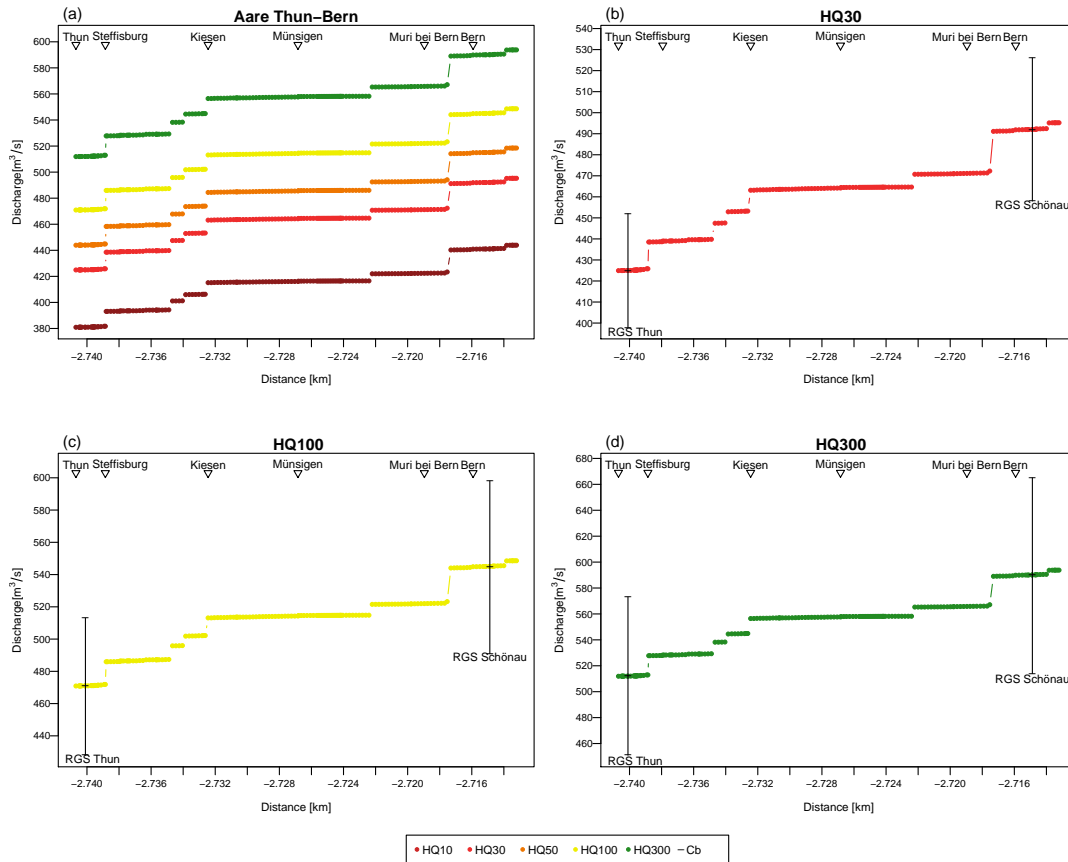 (a) Aare Thun−Bern
Thun Steffisburg Kiesen Münsigen Muri bei Bern Bern
600
580
560
540
520
500
480
460
440
420
400
380
Discharge[m³/s]
−2.740 −2.736 −2.732 −2.728 −2.724 −2.720 −2.716
Distance [km]
(b) HQ30
Thun Steffisburg Kiesen Münsigen Muri bei Bern Bern
540
530
520
510
500
490
480
470
460
450
440
430
420
410
400
Discharge[m³/s]
RGS Schönau
RGS Thun
−2.740 −2.736 −2.732 −2.728 −2.724 −2.720 −2.716
Distance [km]
(c) HQ100
Thun Steffisburg Kiesen Münsigen Muri bei Bern Bern
600
580
560
540
520
500
480
460
440
Discharge[m³/s]
RGS Schönau
RGS Thun
−2.740 −2.736 −2.732 −2.728 −2.724 −2.720 −2.716
Distance [km]
(d) HQ300
Thun Steffisburg Kiesen Münsigen Muri bei Bern Bern
680
660
640
620
600
580
560
540
520
500
480
460
Discharge[m³/s]
RGS Schönau
RGS Thun
−2.740 −2.736 −2.732 −2.728 −2.724 −2.720 −2.716
Distance [km]
HQ10 HQ30 HQ50 HQ100 HQ300 Cb